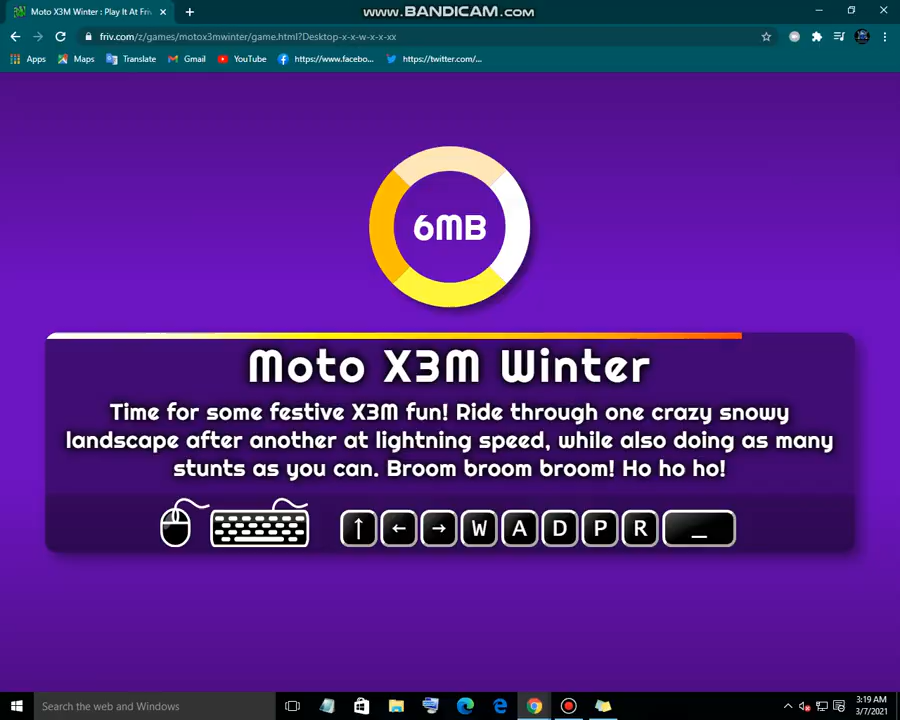 Moto X3M Winter : Play It At Friv
WWW.BANDICAM.COM
friv.com/z/games/motox3mwinter/game.html?Desktop-x-x-w-x-x-xx
Apps Maps Translate Gmail YouTube https://www.facebo... https://twitter.com/...
6MB
Moto X3M Winter
Time for some festive X3M fun! Ride through one crazy snowy
landscape after another at lightning speed, while also doing as many
stunts as you can. Broom broom broom! Ho ho ho!
↑ ← → W A D P R _
Search the web and Windows
3:19 AM
3/7/2021